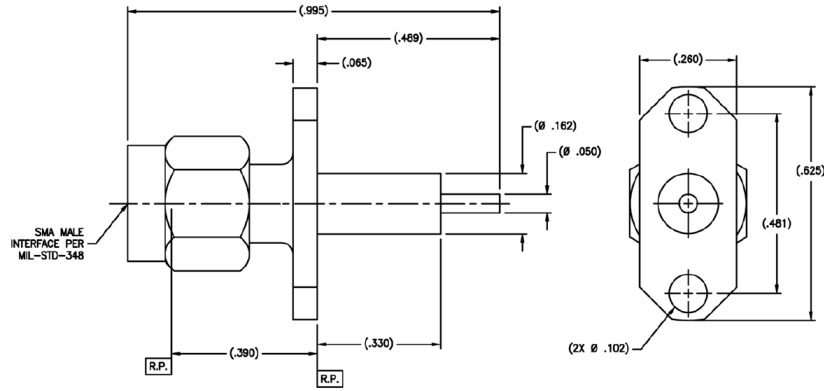 (.995)
(.489)
(.065)
(.260)
(Ø .162)
(Ø .050)
(.625)
(.481)
SMA MALE
INTERFACE PER
MIL-STD-348
(.330)
(2X Ø .102)
(.390)
R.P.
R.P.